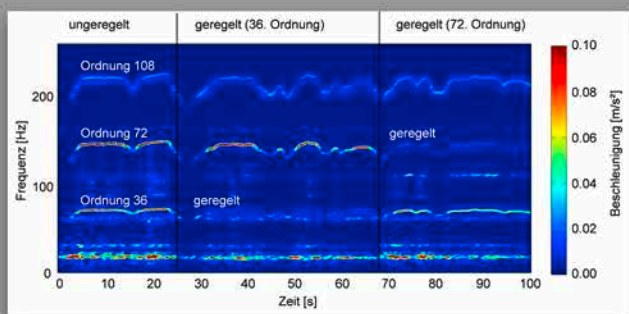 ungeregelt
geregelt (36. Ordnung)
geregelt (72. Ordnung)
Ordnung 108
Ordnung 72
Ordnung 36
geregelt
geregelt
Frequenz [Hz]
200
100
0
0
10
20
30
40
50
60
70
80
90
100
Zeit [s]
0.10
0.08
0.06
0.04
0.02
0.00
Beschleunigung [m/s²]